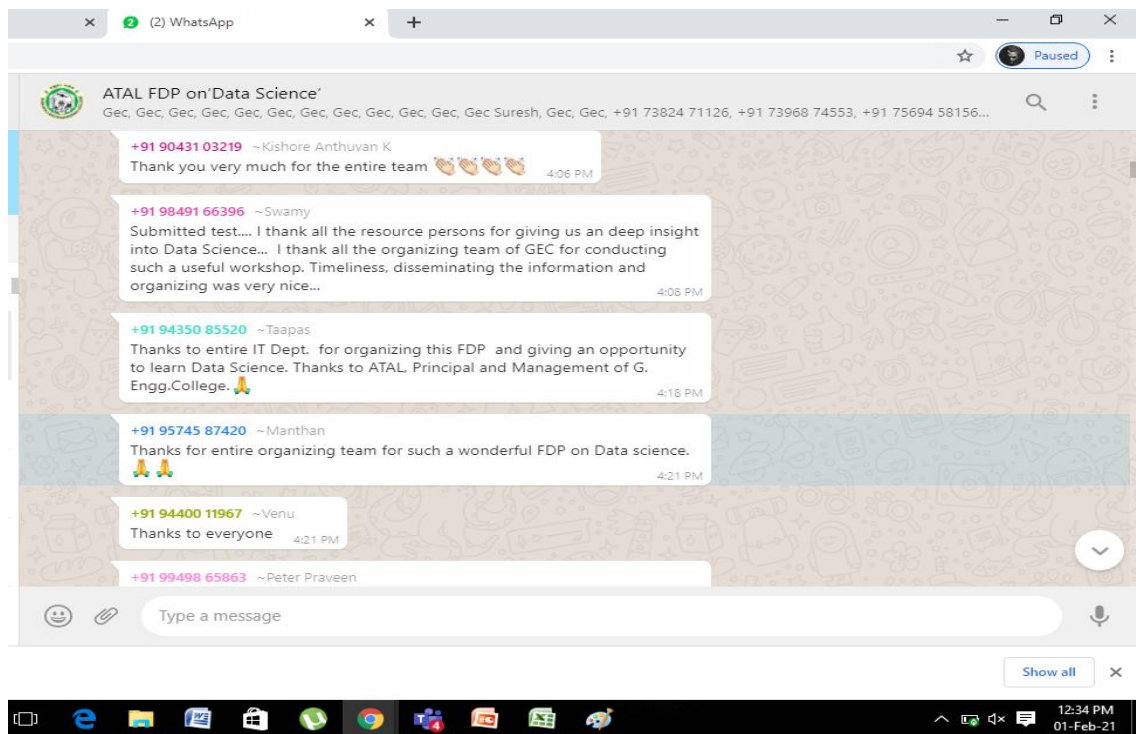 2 (2) WhatsApp
Paused
ATAL FDP on'Data Science'
Gec, Gec, Gec, Gec, Gec, Gec, Gec, Gec, Gec, Gec, Gec, Gec Suresh, Gec, Gec, +91 73824 71126, +91 73968 74553, +91 75694 58156...
+91 90431 03219 ~Kishore Anthuvan K
Thank you very much for the entire team 👏🏻👏🏻👏🏻👏🏻 4:06 PM
+91 98491 66396 ~Swamy
Submitted test.... I thank all the resource persons for giving us an deep insight
into Data Science... I thank all the organizing team of GEC for conducting
such a useful workshop. Timeliness, disseminating the information and
organizing was very nice... 4:08 PM
+91 94350 85520 ~Taapas
Thanks to entire IT Dept. for organizing this FDP and giving an opportunity
to learn Data Science. Thanks to ATAL, Principal and Management of G.
Engg.College. 🙏 4:18 PM
+91 95745 87420 ~Manthan
Thanks for entire organizing team for such a wonderful FDP on Data science.
🙏 🙏 4:21 PM
+91 94400 11967 ~Venu
Thanks to everyone 4:21 PM
+91 99498 65863 ~Peter Praveen
Type a message
Show all
4
12:34 PM
01-Feb-21